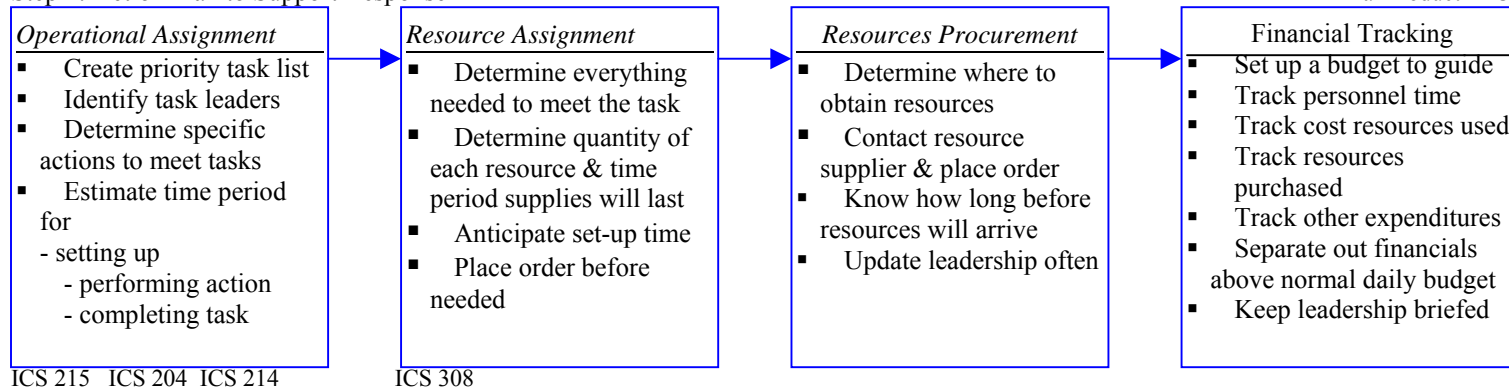 Operational Assignment
▪ Create priority task list
▪ Identify task leaders
▪ Determine specific
actions to meet tasks
▪ Estimate time period
for
- setting up
- performing action
- completing task
ICS 215 ICS 204 ICS 214
Resource Assignment
▪ Determine everything
needed to meet the task
▪ Determine quantity of
each resource & time
period supplies will last
▪ Anticipate set-up time
▪ Place order before
needed
ICS 308
Resources Procurement
▪ Determine where to
obtain resources
▪ Contact resource
supplier & place order
▪ Know how long before
resources will arrive
▪ Update leadership often
Financial Tracking
▪ Set up a budget to guide
▪ Track personnel time
▪ Track cost resources used
▪ Track resources
purchased
▪ Track other expenditures
▪ Separate out financials
above normal daily budget
▪ Keep leadership briefed